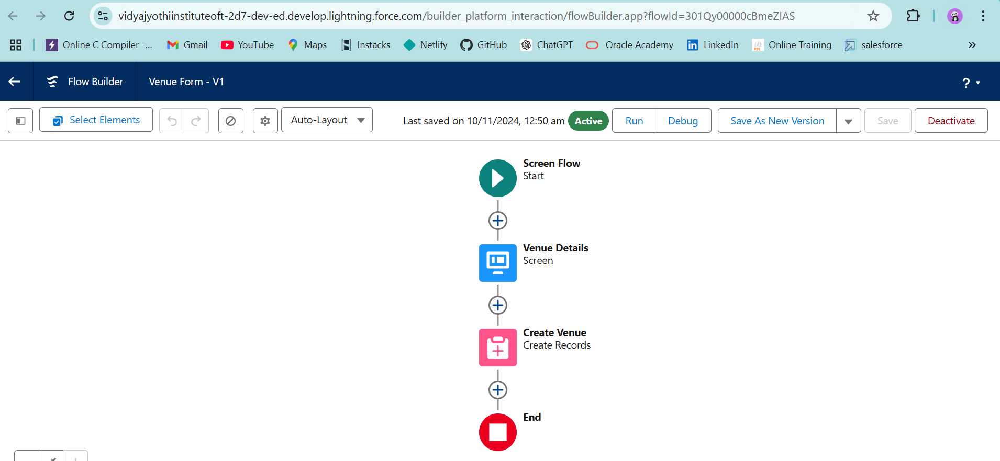 vidyajyothiinstituteoft-2d7-dev-ed.develop.lightning.force.com/builder_platform_interaction/flowBuilder.app?flowId=301Qy00000cBmeZIAS
Online C Compiler -... Gmail YouTube Maps Instacks Netlify GitHub ChatGPT Oracle Academy LinkedIn Online Training salesforce »
Flow Builder Venue Form - V1 ?
Select Elements Auto-Layout Last saved on 10/11/2024, 12:50 am Active Run Debug Save As New Version Save Deactivate
Screen Flow
Start
Venue Details
Screen
Create Venue
Create Records
End